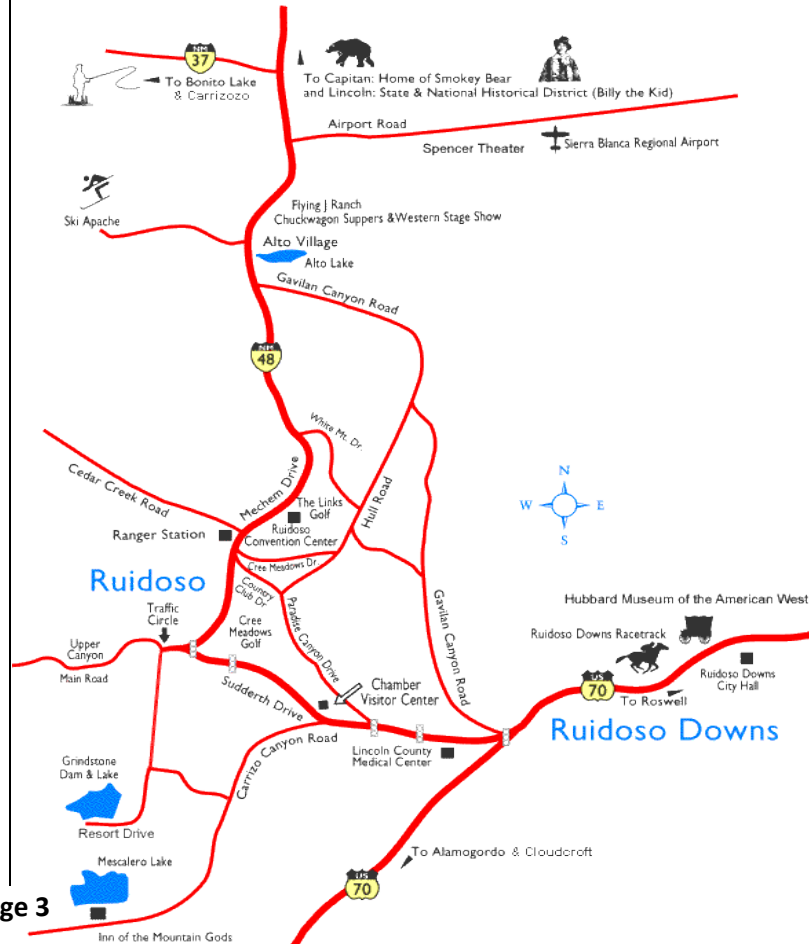 NM
37
To Bonito Lake
& Carrizozo
To Capitan: Home of Smokey Bear
and Lincoln: State & National Historical District (Billy the Kid)
Airport Road
Spencer Theater
Sierra Blanca Regional Airport
Ski Apache
Flying J Ranch
Chuckwagon Suppers &Western Stage Show
Alto Village
Alto Lake
Gavilan Canyon Road
NM
48
White Mt. Dr.
Cedar Creek Road
Mechem Drive
Hull Road
The Links
Golf
N
W
E
S
Ranger Station
Ruidoso
Convention Center
Cree Meadows Dr.
Ruidoso
Country
Club Dr
Paradise Canyon Drive
Gavilan Canyon Road
Hubbard Museum of the American West
Traffic
Circle
Cree
Meadows
Golf
Ruidoso Downs Racetrack
Upper
Canyon
Main Road
Ruidoso Downs
City Hall
Chamber
Visitor Center
Sudderth Drive
US
70
To Roswell
Ruidoso Downs
Carrizo Canyon Road
Lincoln County
Medical Center
Grindstone
Dam & Lake
Resort Drive
To Alamogordo & Cloudcroft
Mescalero Lake
US
70
ge 3
Inn of the Mountain Gods